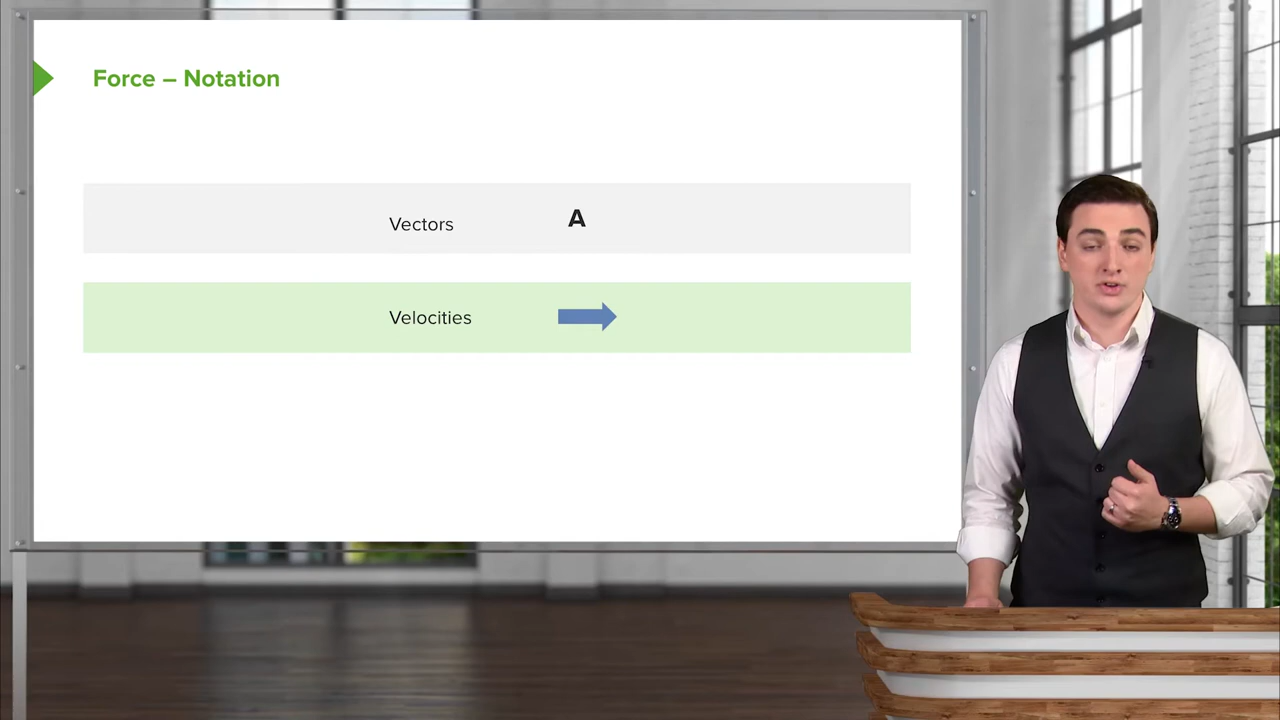 Force – Notation
Vectors A
Velocities